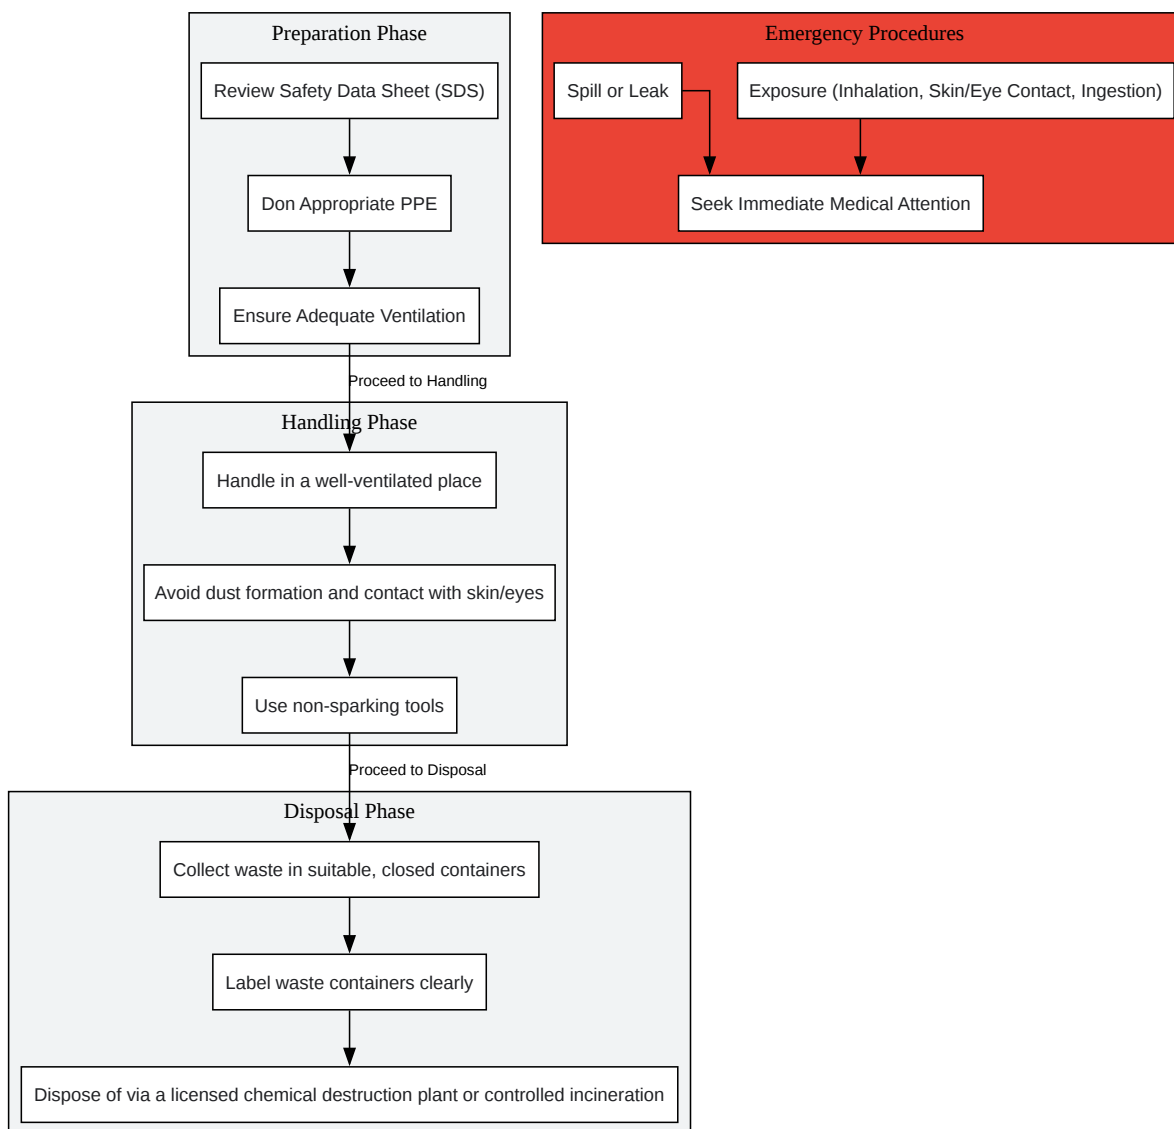 Preparation Phase
Review Safety Data Sheet (SDS)
Don Appropriate PPE
Ensure Adequate Ventilation
Proceed to Handling
Handling Phase
Handle in a well-ventilated place
Avoid dust formation and contact with skin/eyes
Use non-sparking tools
Proceed to Disposal
Disposal Phase
Collect waste in suitable, closed containers
Label waste containers clearly
Dispose of via a licensed chemical destruction plant or controlled incineration
Emergency Procedures
Spill or Leak
Exposure (Inhalation, Skin/Eye Contact, Ingestion)
Seek Immediate Medical Attention